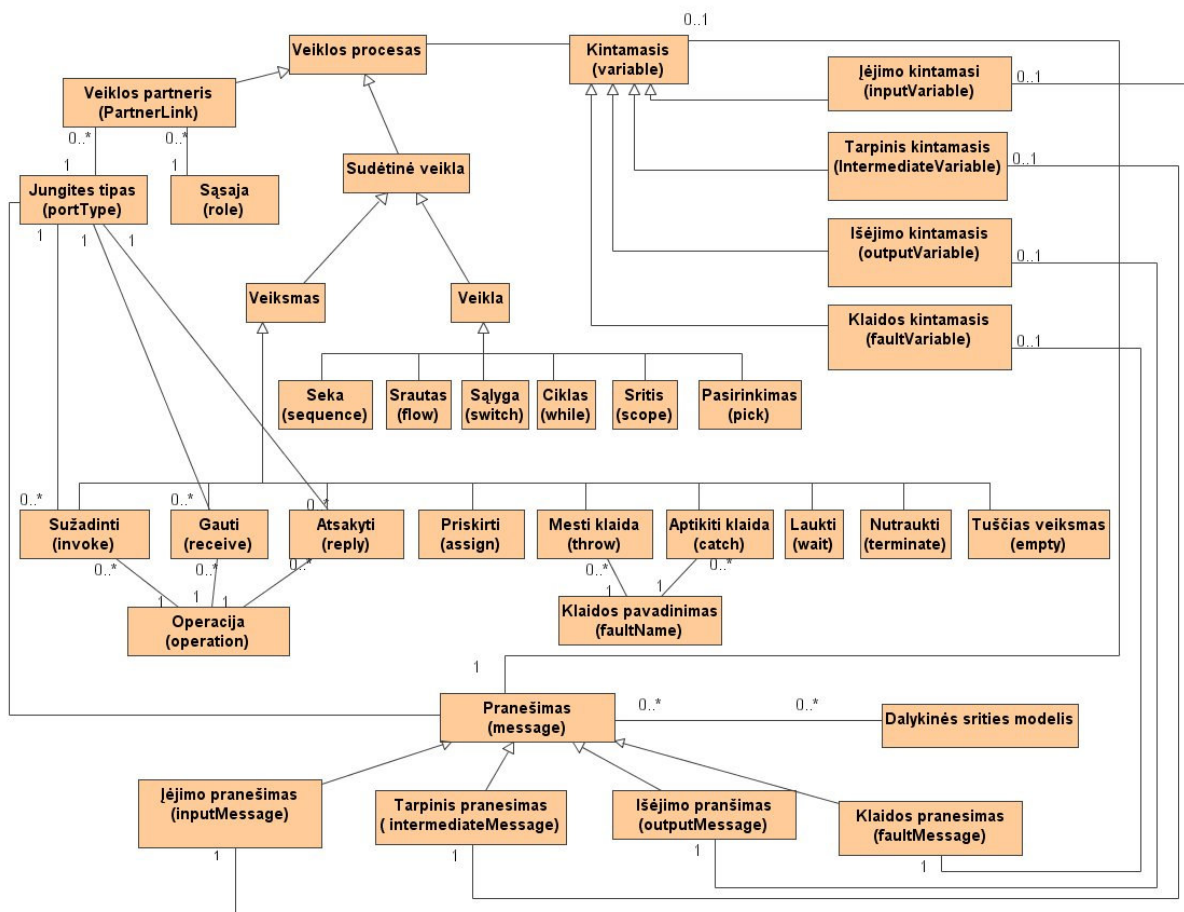 0..1
Veiklos procesas
Kintamasis
(variable)
Įėjimo kintamasi
(inputVariable)
0..1
Veiklos partneris
(PartnerLink)
0..*
0..*
1
1
Tarpinis kintamasis
(IntermediateVariable)
0..1
Sudėtinė veikla
Jungites tipas
(portType)
Sąsaja
(role)
1
1
1
Išėjimo kintamasis
(outputVariable)
0..1
Veiksmas
Veikla
Klaidos kintamasis
(faultVariable)
0..1
Seka
(sequence)
Srautas
(flow)
Sąlyga
(switch)
Ciklas
(while)
Sritis
(scope)
Pasirinkimas
(pick)
0..*
0..*
0..*
Sužadinti
(invoke)
Gauti
(receive)
Atsakyti
(reply)
Priskirti
(assign)
Mesti klaida
(throw)
Aptikiti klaida
(catch)
Laukti
(wait)
Nutraukti
(terminate)
Tuščias veiksmas
(empty)
0..*
0..*
0..*
0..*
0..*
1
1
1
1
1
Operacija
(operation)
Klaidos pavadinimas
(faultName)
1
Pranešimas
(message)
0..*
0..*
Dalykinės srities modelis
Įėjimo pranešimas
(inputMessage)
Tarpinis pranesimas
( intermediateMessage)
Išėjimo pranšimas
(outputMessage)
Klaidos pranesimas
(faultMessage)
1
1
1
1